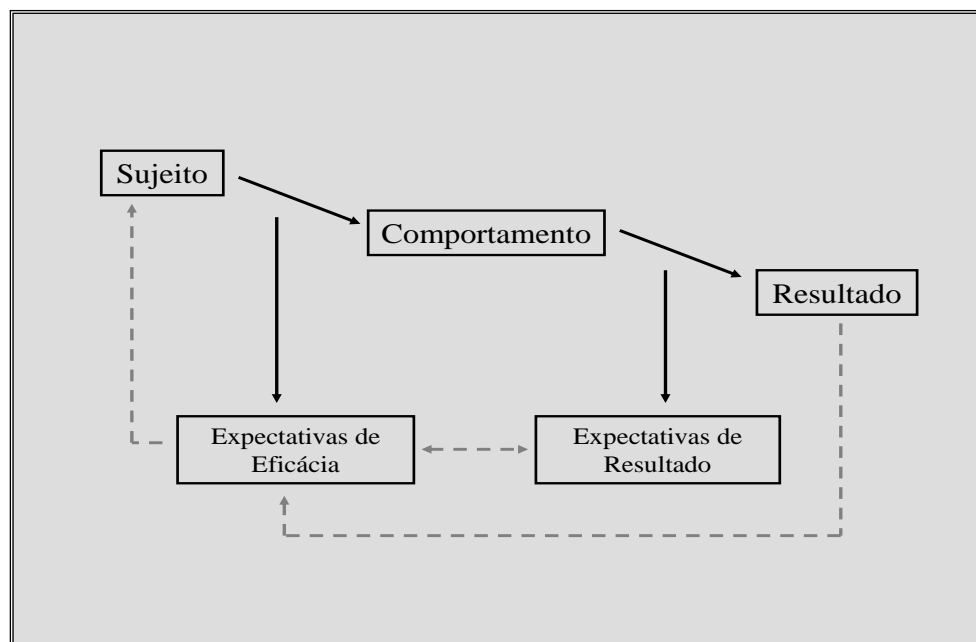 Sujeito
Comportamento
Resultado
Expectativas de
Eficácia
Expectativas de
Resultado